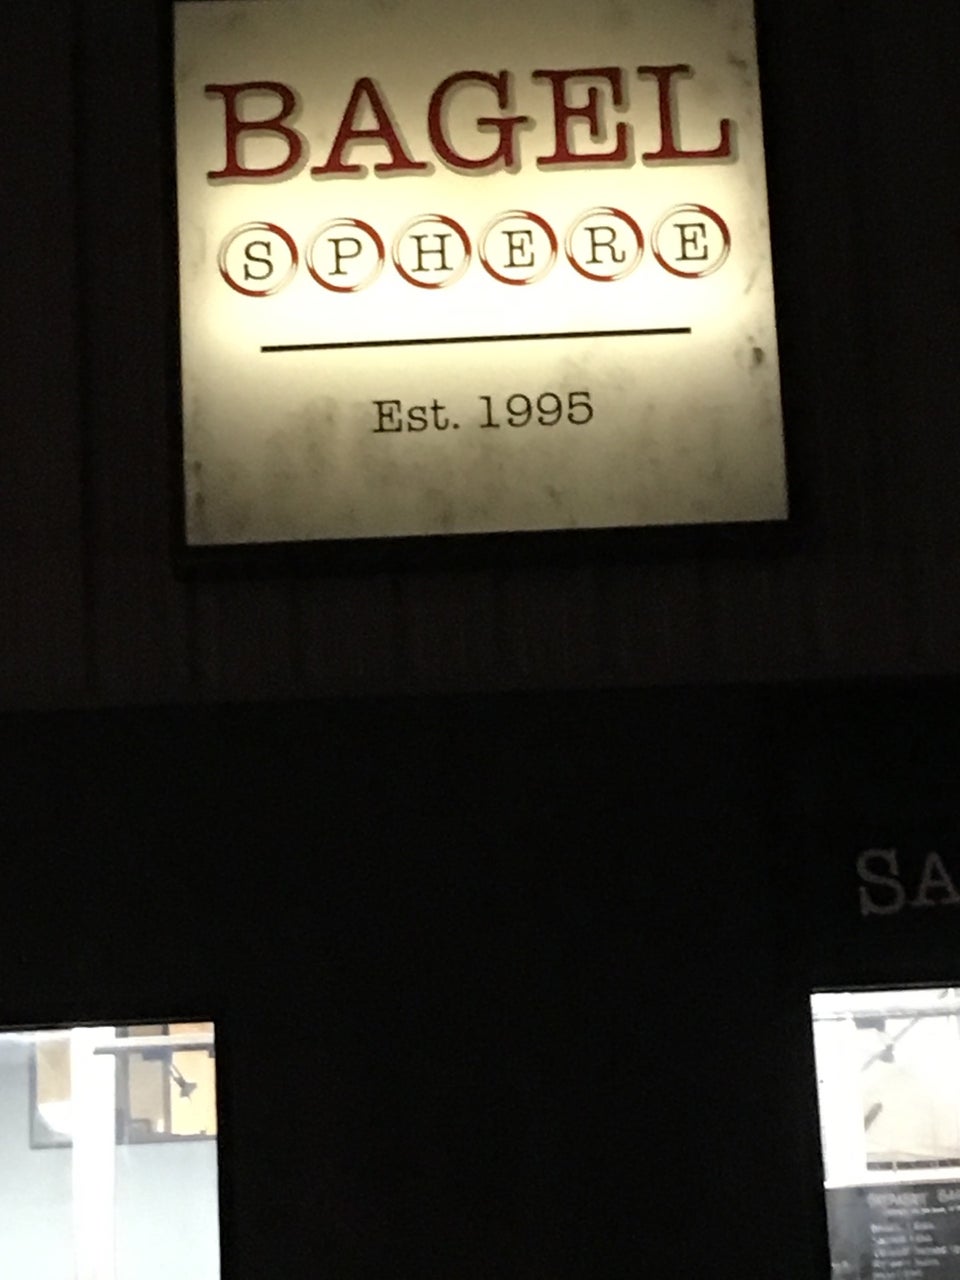 BAGEL
SPHERE
Est. 1995
SA